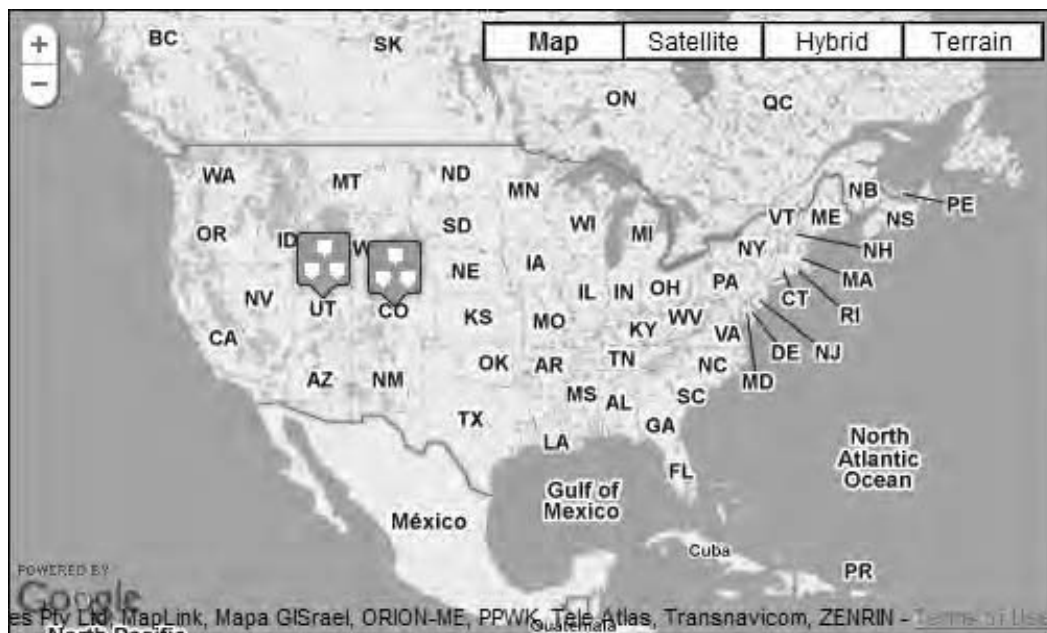 +
−
Map Satellite Hybrid Terrain
BC SK
ON QC
WA MT ND MN NB PE
OR ID W SD WI MI VT ME NS
NY NH
NV NE IA PA MA
UT CO IL IN OH CT RI
CA KS MO KY WV VA DE NJ
AZ NM OK AR TN NC MD
TX MS AL SC
LA GA
FL
North
Atlantic
Ocean
Gulf of
Mexico
México
Cuba
PR
POWERED BY
Google
es Pty Ltd, MapLink, Mapa GISrael, ORION-ME, PPWK, Tele Atlas, Transnavicom, ZENRIN - Terms of Use
North Pacific
Guatemala